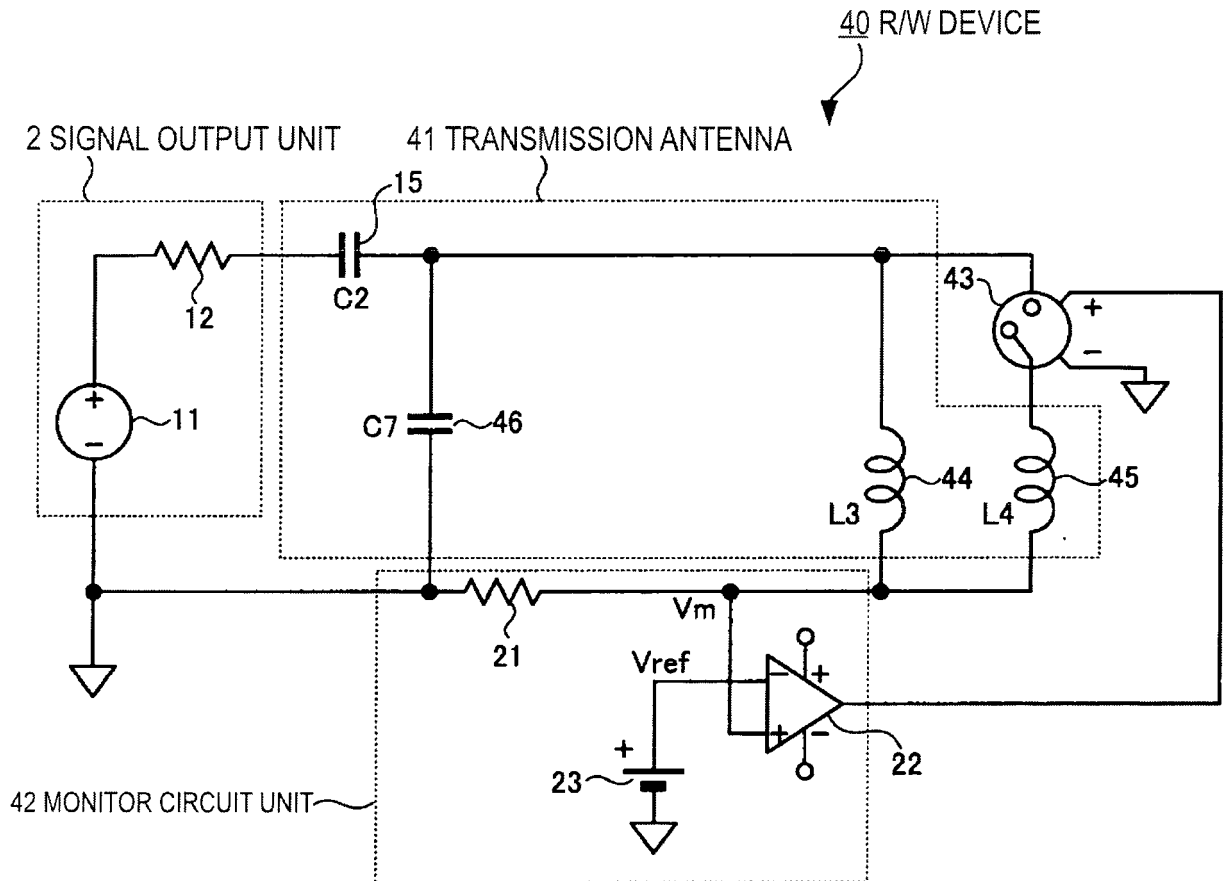 40 R/W DEVICE
2 SIGNAL OUTPUT UNIT
41 TRANSMISSION ANTENNA
15
C2
12
43
+
-
+
-
11
C7
46
L3
44
L4
45
21
Vm
Vref
-
+
+
-
22
+
23
42 MONITOR CIRCUIT UNIT